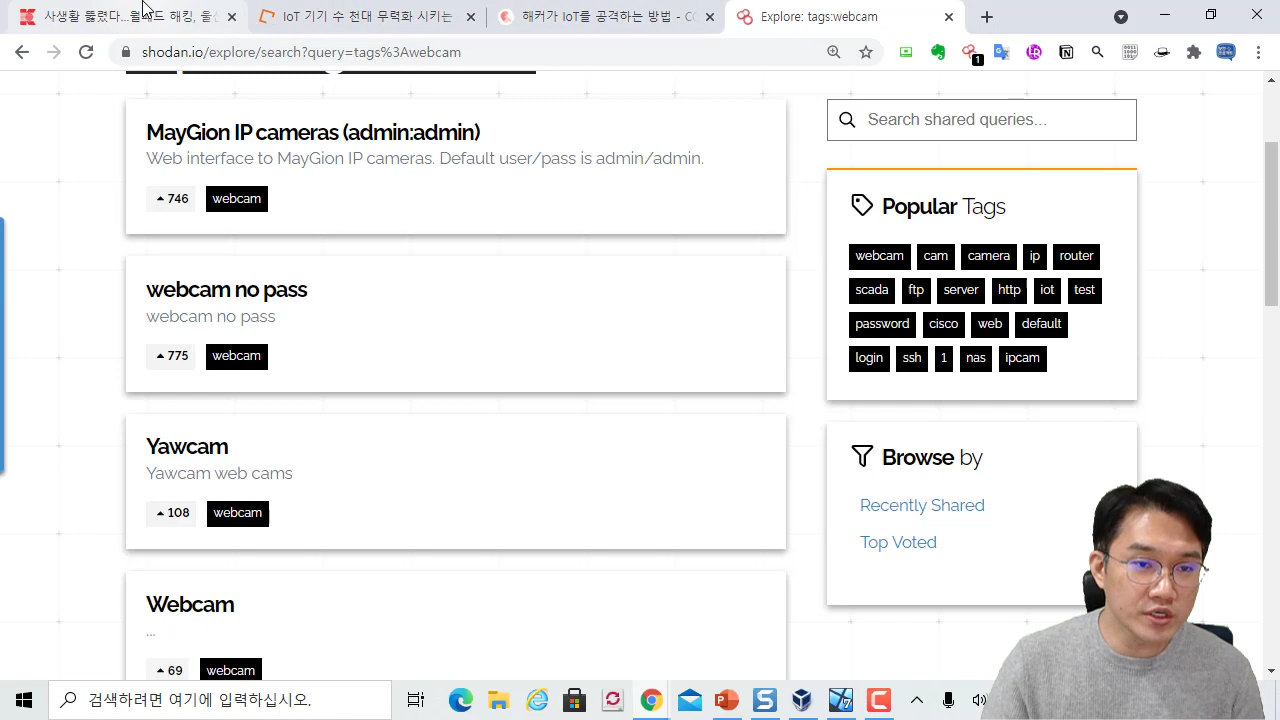 사생활 뚫렸다...월패드 해킹, 둘
IoT 기기 수 천대 무력화 시키는
해커가 IoT를 공격하는 방법 - CC
Explore: tags:webcam
shodan.io/explore/search?query=tags%3Awebcam
1
MayGion IP cameras (admin:admin)
Web interface to MayGion IP cameras. Default user/pass is admin/admin.
746 webcam
webcam no pass
webcam no pass
775 webcam
Yawcam
Yawcam web cams
108 webcam
Webcam
...
69 webcam
Search shared queries...
Popular Tags
webcam cam camera ip router
scada ftp server http iot test
password cisco web default
login ssh 1 nas ipcam
Browse by
Recently Shared
Top Voted
검색하려면 여기에 입력하십시오.